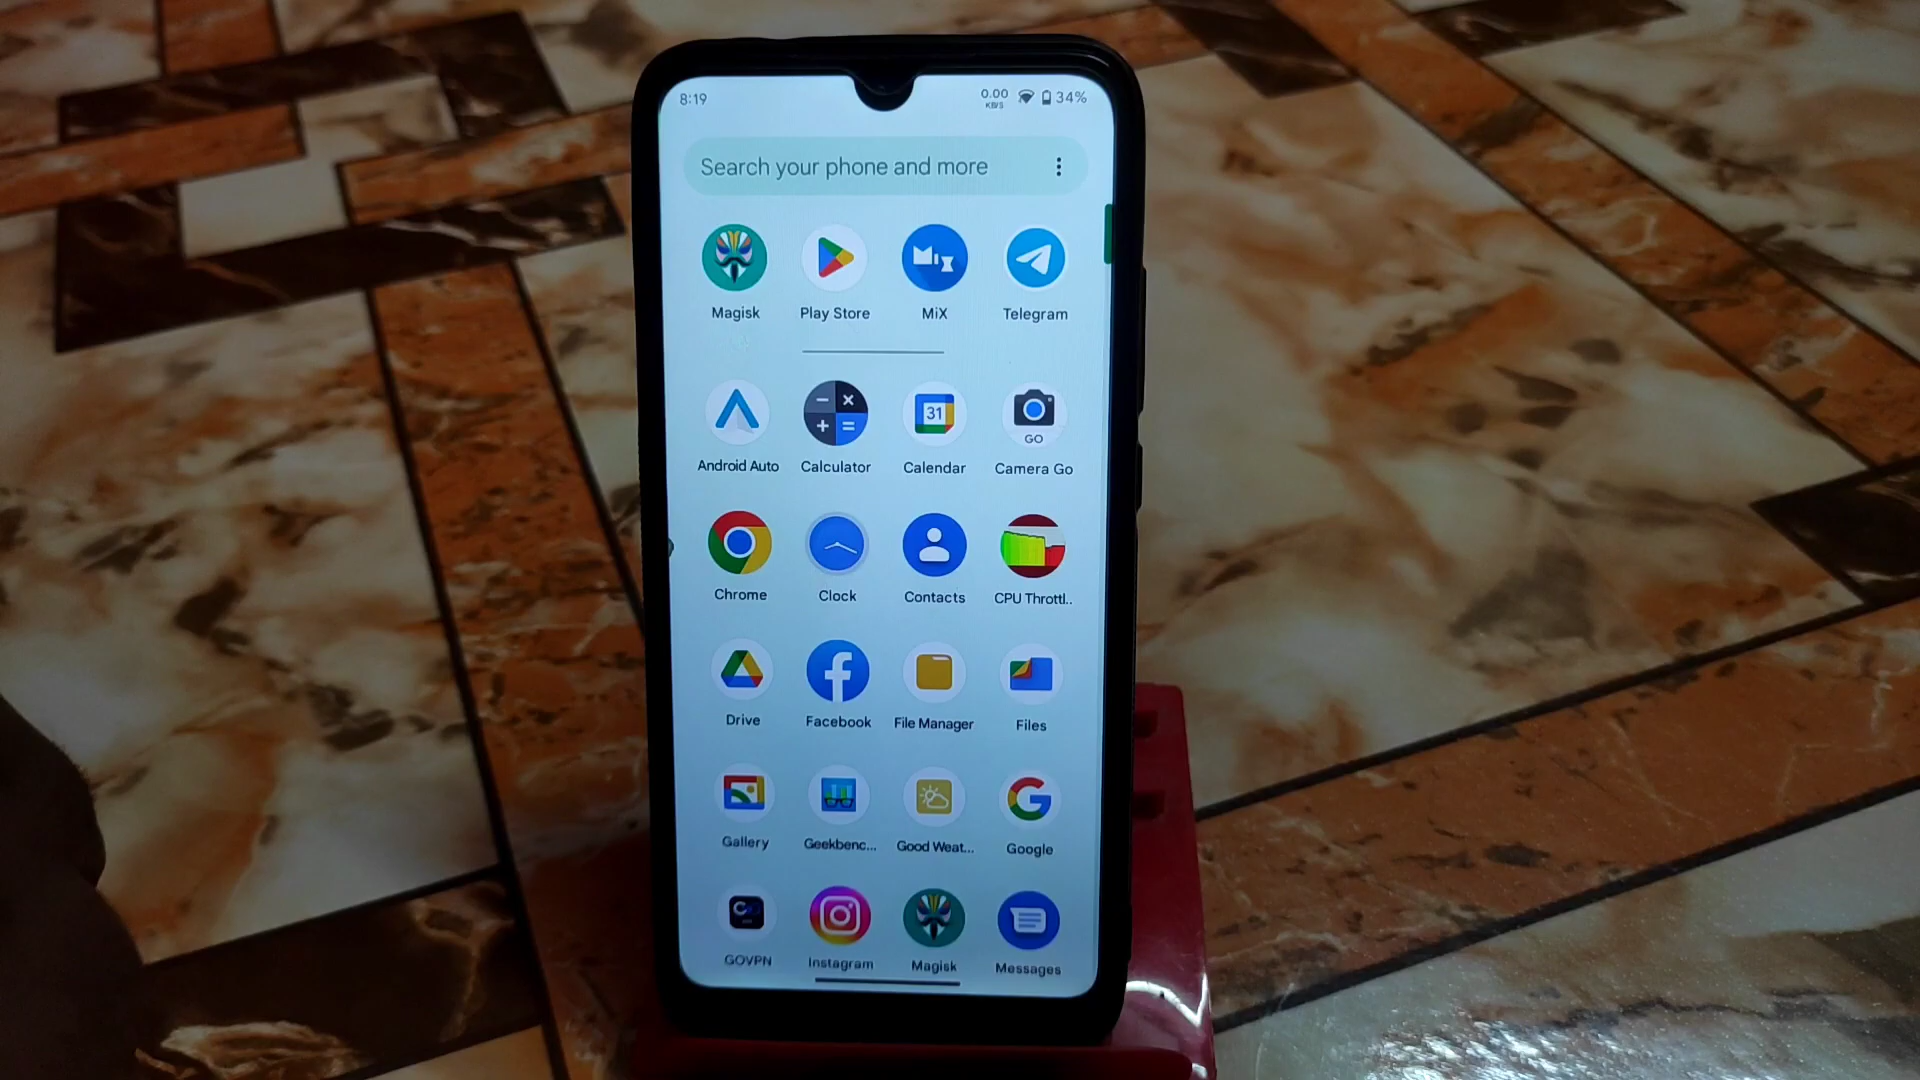 8:19 0.00 KB/S 34%
Search your phone and more
Magisk Play Store MiX Telegram
Android Auto Calculator 31 Calendar GO Camera Go
Chrome Clock Contacts CPU Throttl..
Drive Facebook File Manager Files
Gallery Geekbenc... Good Weat... Google
GOVPN Instagram Magisk Messages